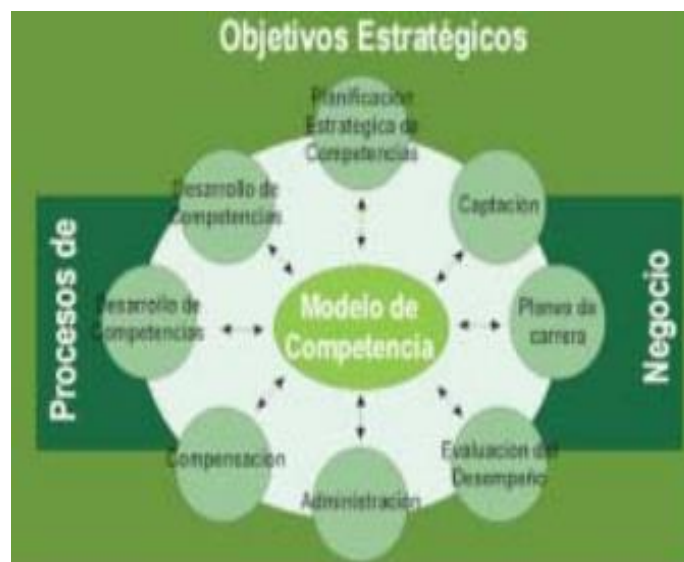 Objetivos Estratégicos
Planificación
Estratégica de
Competencias
Desarrollo de
Competencias
Captación
Procesos de
Desarrollo de
Competencias
Modelo de
Competencia
Planes de
carrera
Negocio
Compensación
Evaluación del
Desempeño
Administración